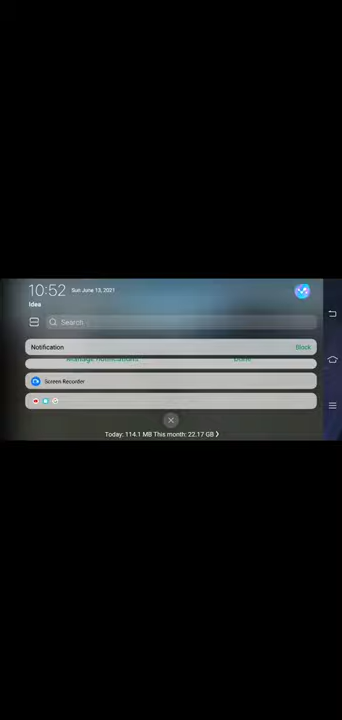 10:52 Sun June 13, 2021
Idea
Search
Notification Block
Manage Notifications Done
Screen Recorder
Today: 114.1 MB This month: 22.17 GB